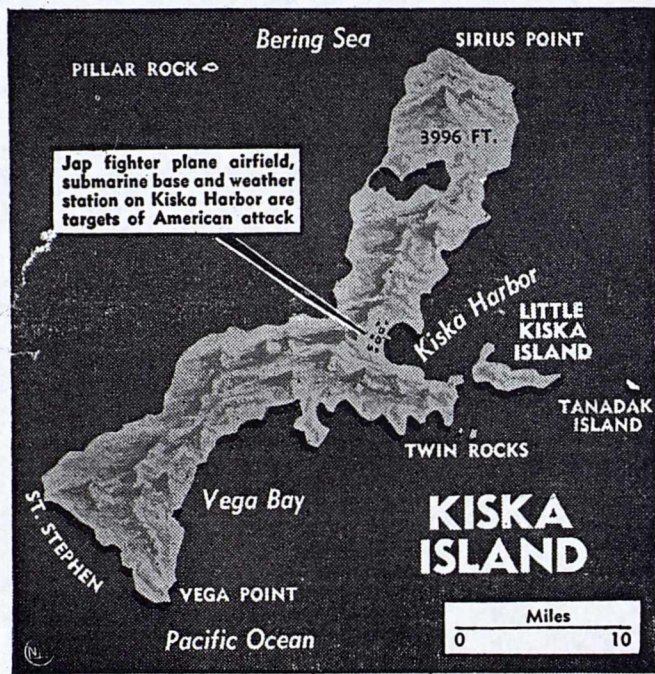 Bering Sea
SIRIUS POINT
PILLAR ROCK
3996 FT.
Jap fighter plane airfield,
submarine base and weather
station on Kiska Harbor are
targets of American attack
Kiska Harbor
LITTLE
KISKA
ISLAND
TANADAK
ISLAND
TWIN ROCKS
Vega Bay
ST. STEPHEN
KISKA
ISLAND
VEGA POINT
Miles
0 10
Pacific Ocean